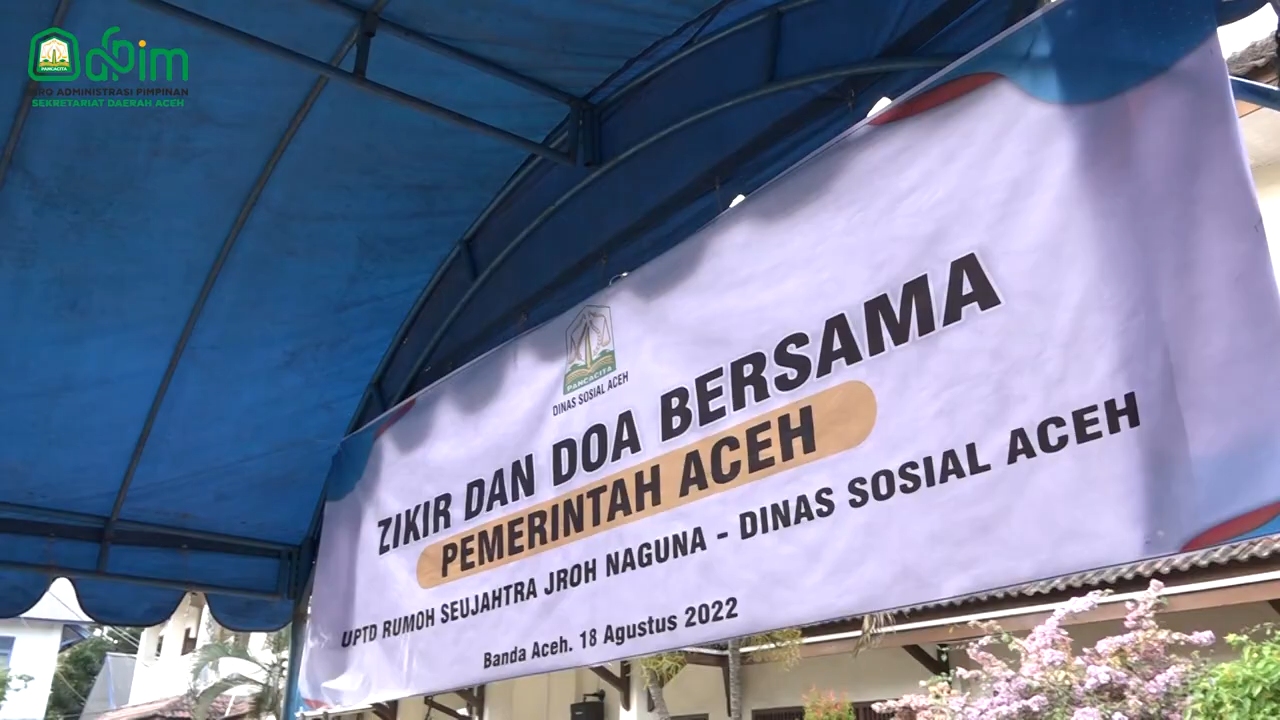 PANCACITA
adpim
BIRO ADMINISTRASI PIMPINAN
SEKRETARIAT DAERAH ACEH
PANCACITA
DINAS SOSIAL ACEH
ZIKIR DAN DOA BERSAMA
PEMERINTAH ACEH
UPTD RUMOH SEUJAHTRA JROH NAGUNA - DINAS SOSIAL ACEH
Banda Aceh. 18 Agustus 2022